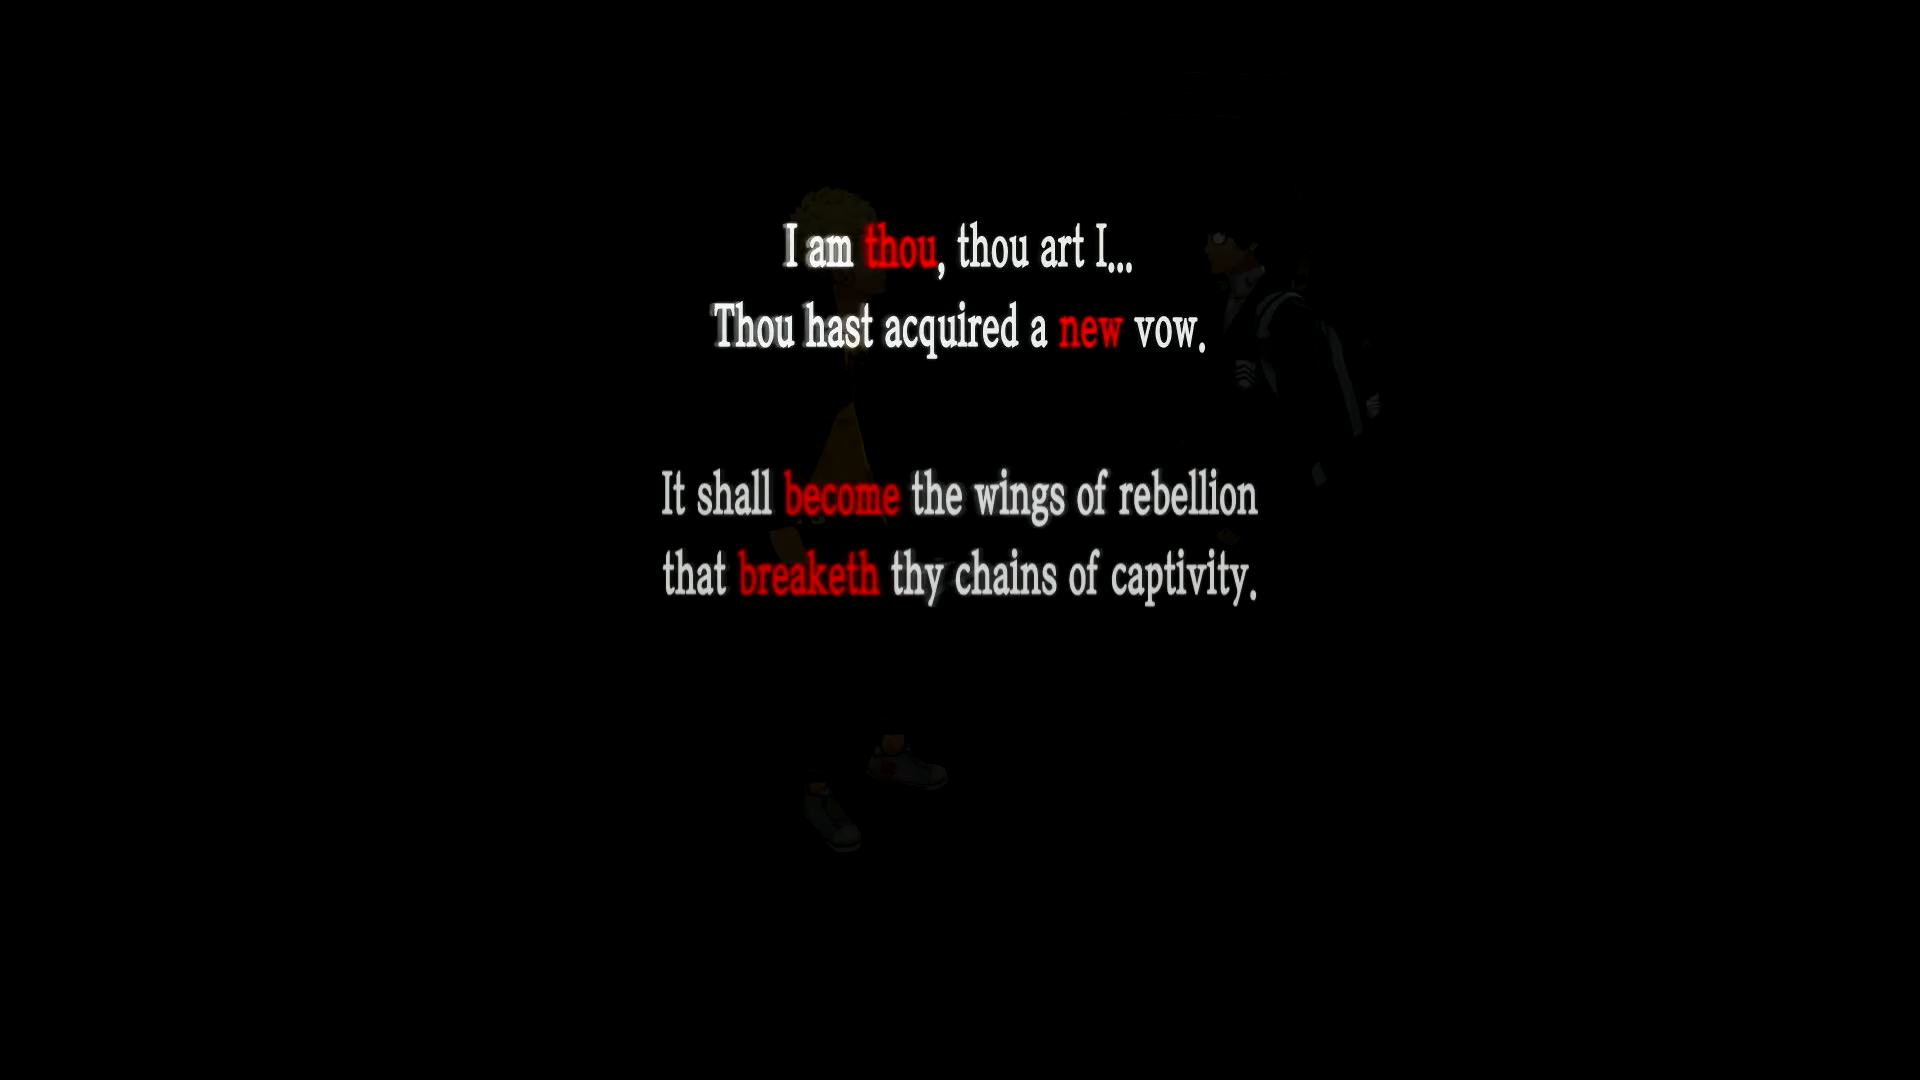 I am thou, thou art I...
Thou hast acquired a new vow.
It shall become the wings of rebellion
that breaketh thy chains of captivity.